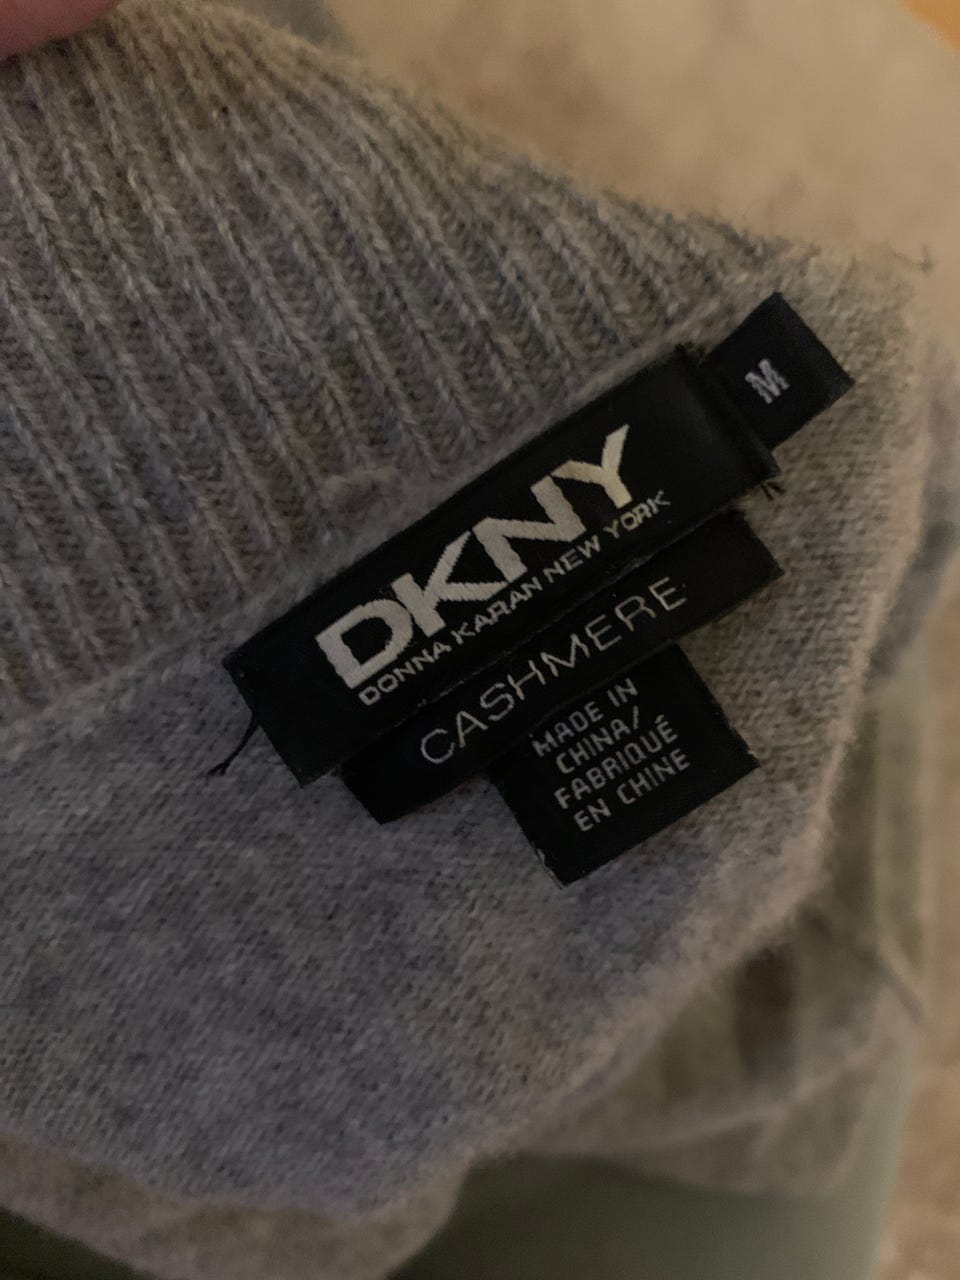 M
DKNY
DONNA KARAN NEW YORK
CASHMERE
MADE IN
CHINA/
FABRIQUÉ
EN CHINE